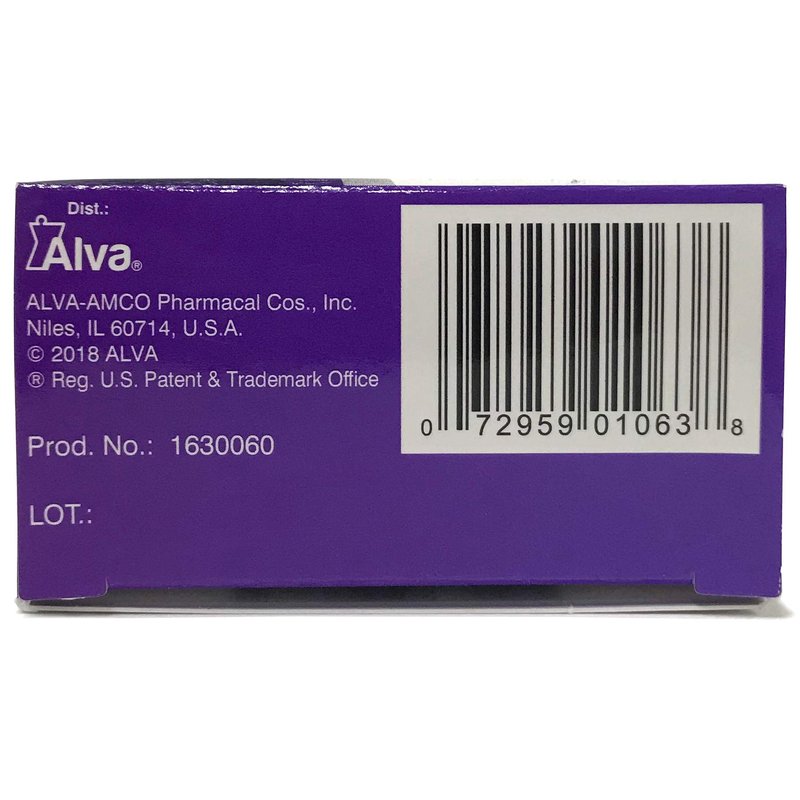 Dist.:
Alva®
ALVA-AMCO Pharmacal Cos., Inc.
Niles, IL 60714, U.S.A.
© 2018 ALVA
® Reg. U.S. Patent & Trademark Office
Prod. No.: 1630060
LOT.:
0 72959 01063 8